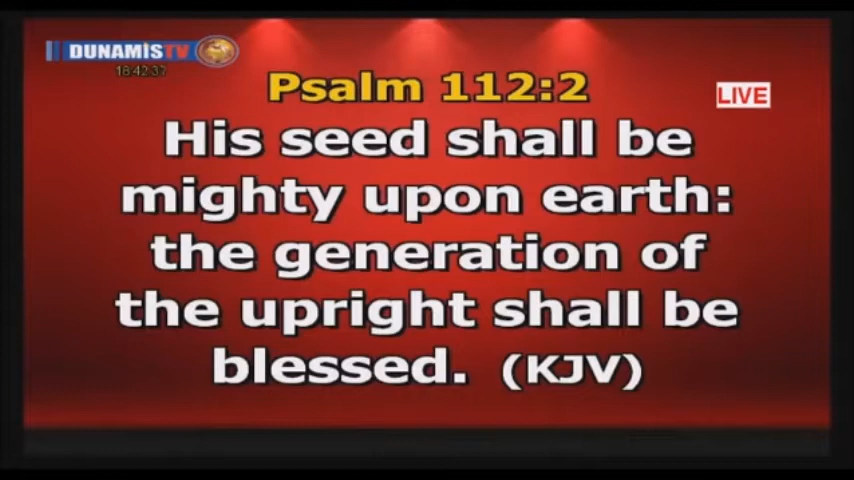 DUNAMIS TV
18:42:37
LIVE
Psalm 112:2
His seed shall be
mighty upon earth:
the generation of
the upright shall be
blessed. (KJV)